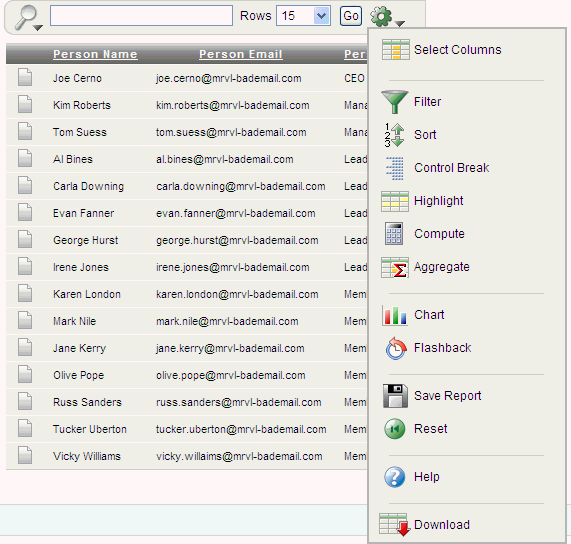 Rows 15 Go
Person Name Person Email Per
Joe Cerno joe.cerno@mrvl-bademail.com CEO
Kim Roberts kim.roberts@mrvl-bademail.com Mana
Tom Suess tom.suess@mrvl-bademail.com Mana
Al Bines al.bines@mrvl-bademail.com Lead
Carla Downing carla.downing@mrvl-bademail.com Lead
Evan Fanner evan.fanner@mrvl-bademail.com Lead
George Hurst george.hurst@mrvl-bademail.com Lead
Irene Jones irene.jones@mrvl-bademail.com Lead
Karen London karen.london@mrvl-bademail.com Mem
Mark Nile mark.nile@mrvl-bademail.com Mem
Jane Kerry jane.kerry@mrvl-bademail.com Mem
Olive Pope olive.pope@mrvl-bademail.com Mem
Russ Sanders russ.sanders@mrvl-bademail.com Mem
Tucker Uberton tucker.uberton@mrvl-bademail.com Mem
Vicky Williams vicky.willaims@mrvl-bademail.com Mem
Select Columns
Filter
1 2 3 Sort
Control Break
Highlight
Compute
Σ Aggregate
Chart
Flashback
Save Report
Reset
? Help
Download